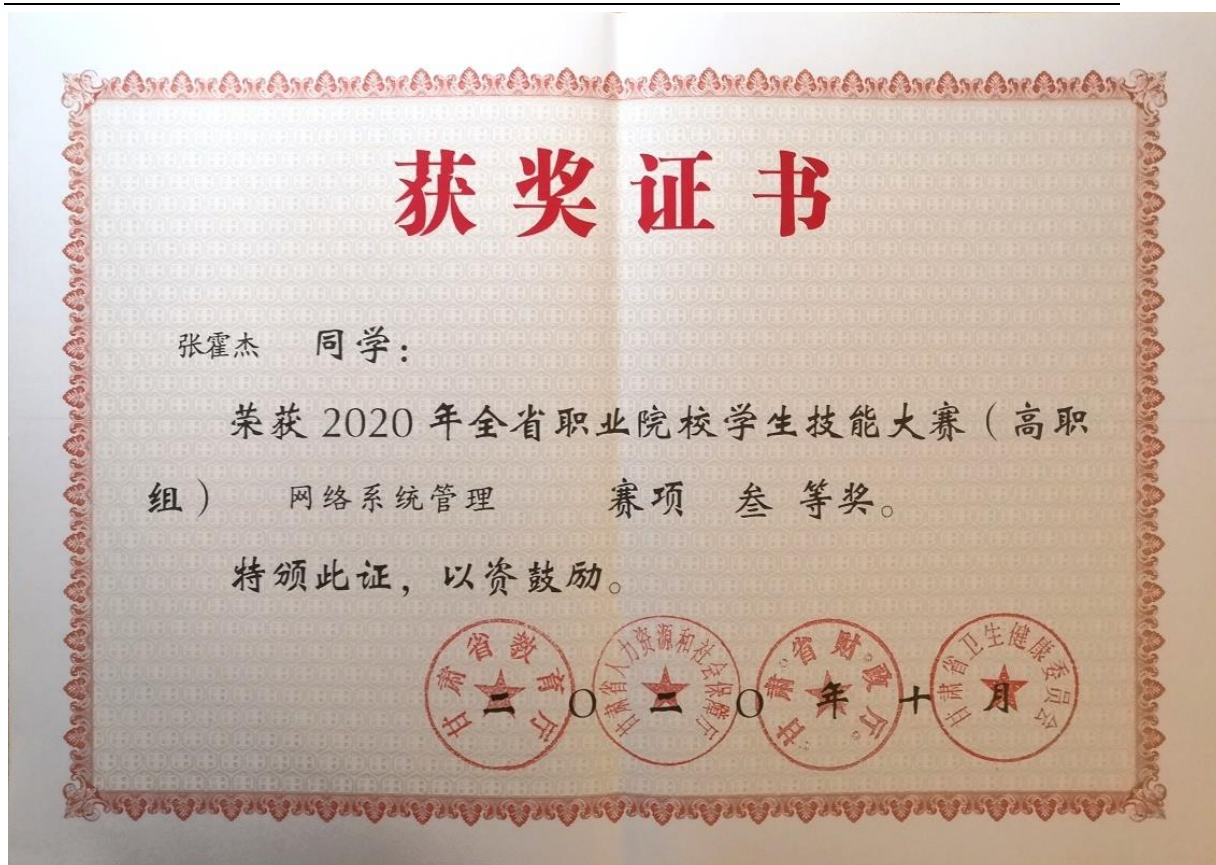 获奖证书
张霍杰 同学:
荣获 2020 年全省职业院校学生技能大赛(高职
组) 网络系统管理 赛项 叁 等奖。
特颁此证,以资鼓励。
二〇二〇年十月
甘肃省教育厅
甘肃省人力资源和社会保障厅
甘肃省财政厅
甘肃省卫生健康委员会